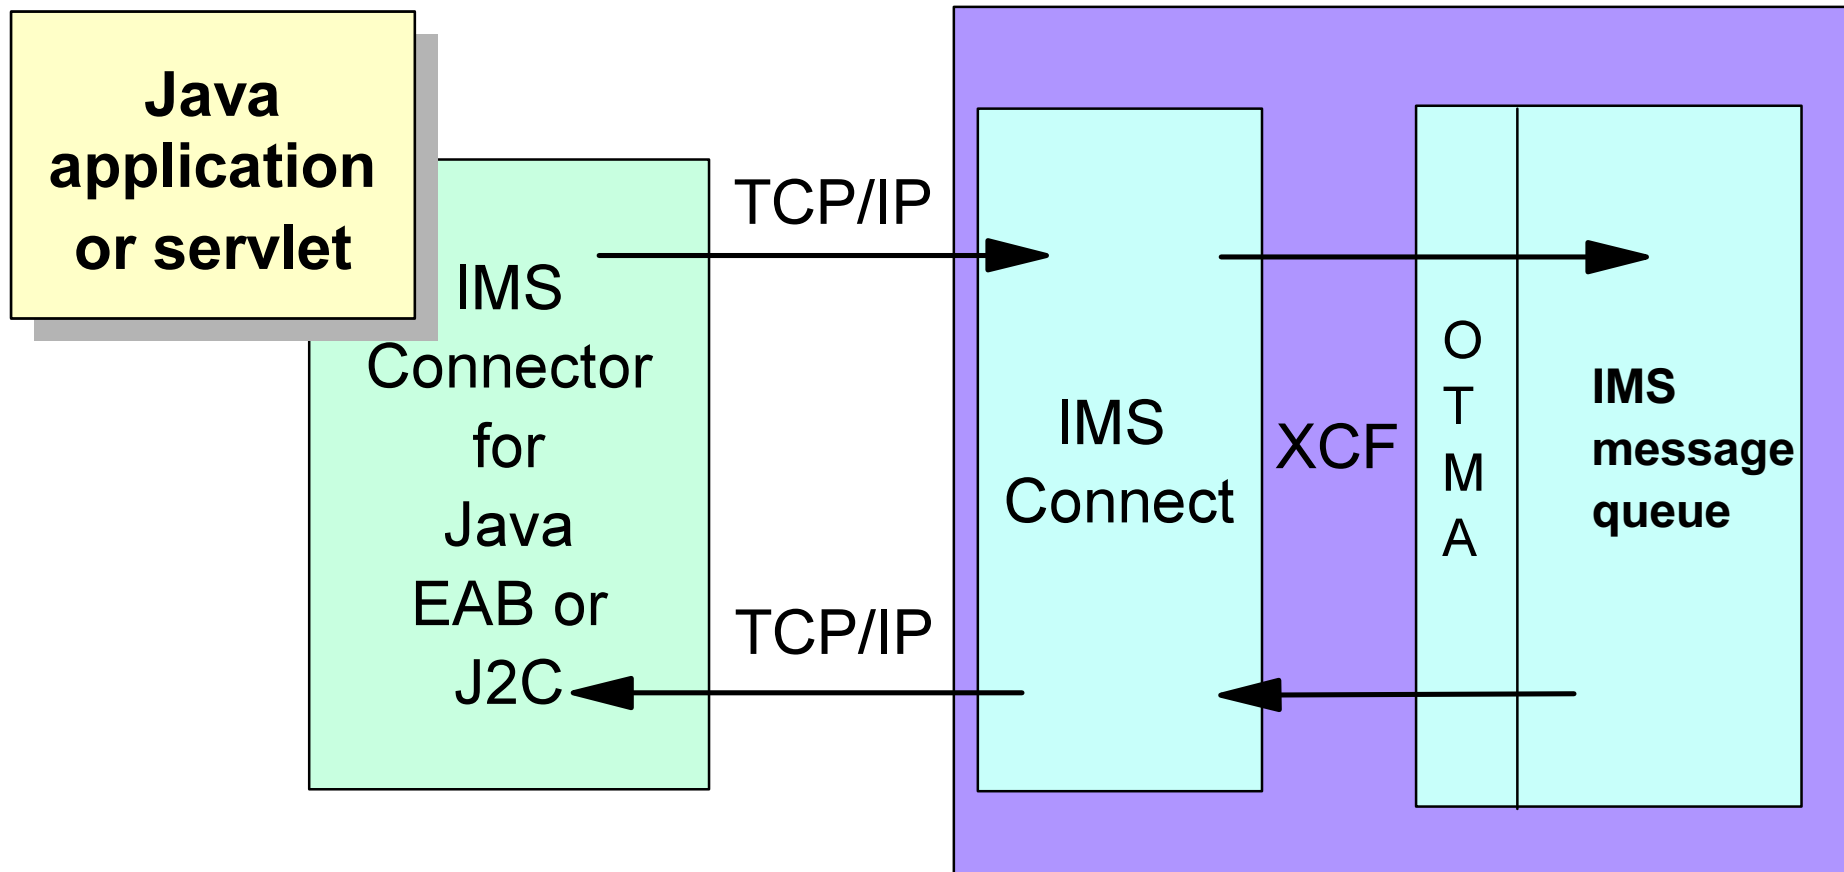 Java
application
or servlet
IMS
Connector
for
Java
EAB or
J2C
TCP/IP
TCP/IP
IMS
Connect
XCF
O
T
M
A
IMS
message
queue